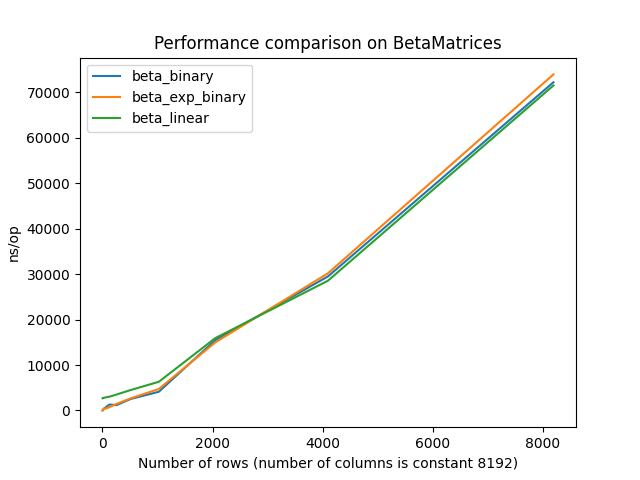 Performance comparison on BetaMatrices
beta_binary
beta_exp_binary
beta_linear
70000
60000
50000
40000
30000
20000
10000
0
ns/op
0 2000 4000 6000 8000
Number of rows (number of columns is constant 8192)